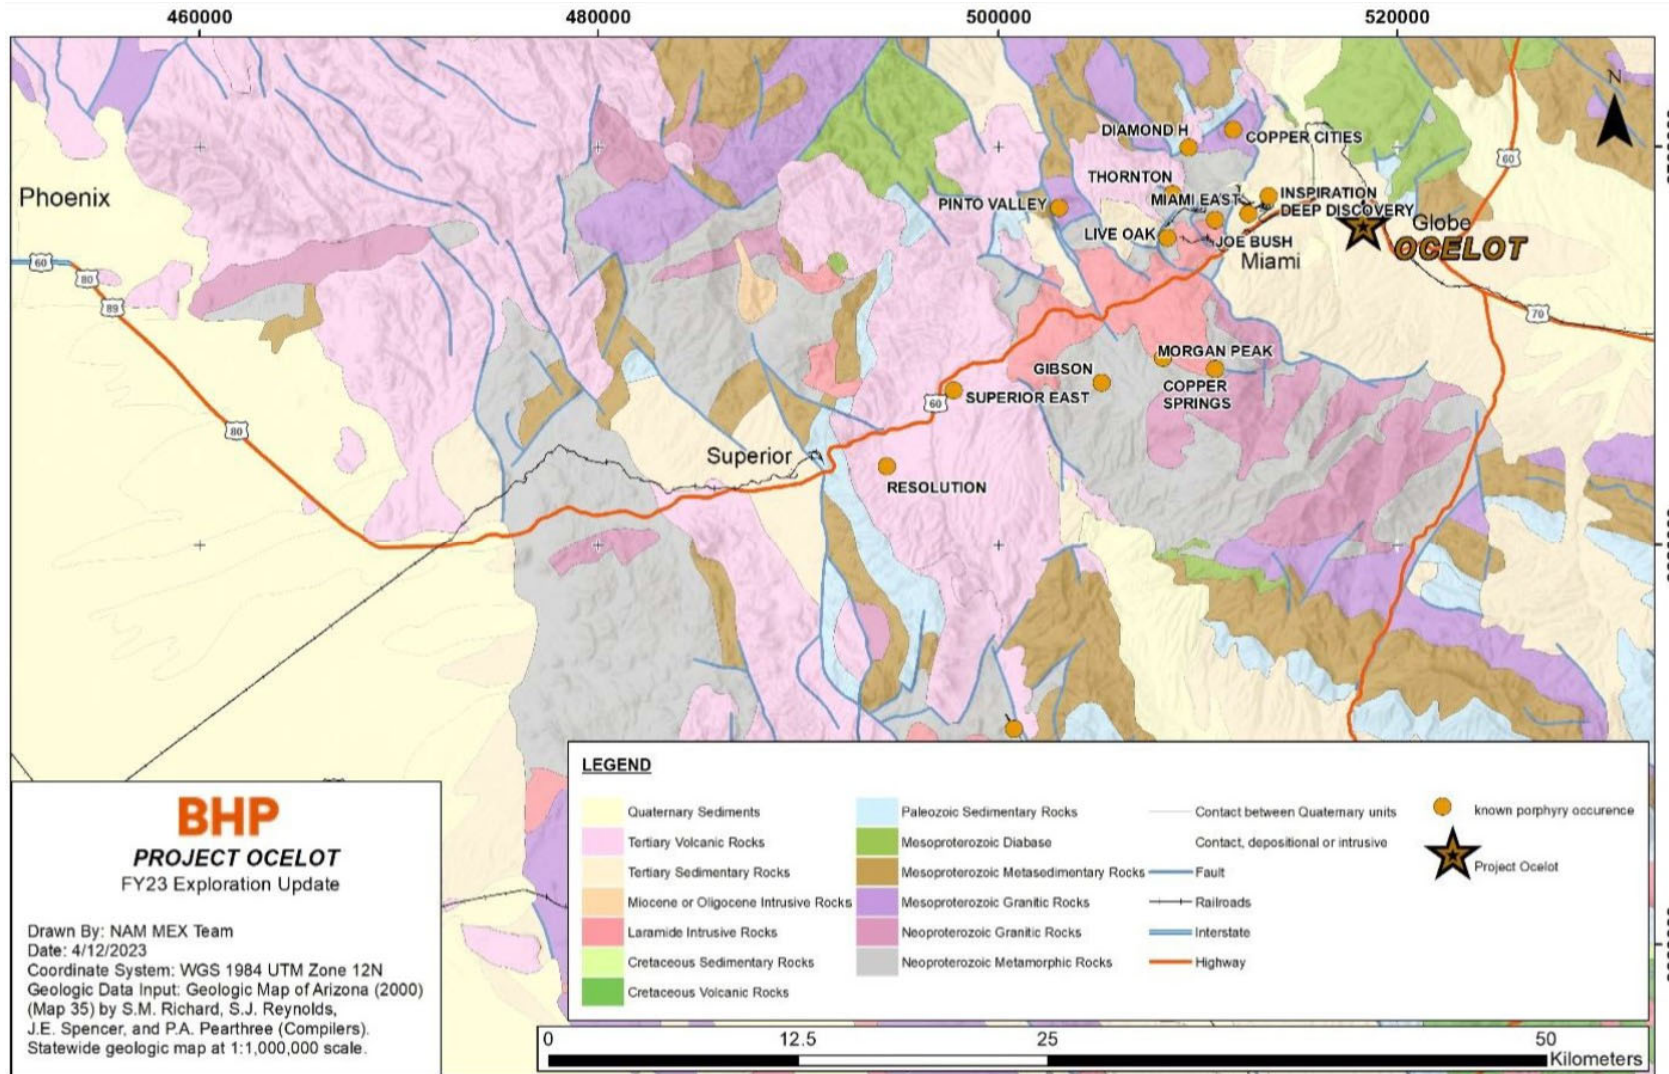 460000
480000
500000
520000
N
DIAMOND H
COPPER CITIES
60
THORNTON
Phoenix
PINTO VALLEY
MIAMI EAST
INSPIRATION
DEEP DISCOVERY
LIVE OAK
JOE BUSH
Globe
OCELOT
Miami
60
80
89
70
MORGAN PEAK
GIBSON
COPPER
SPRINGS
60
SUPERIOR EAST
80
Superior
RESOLUTION
BHP
PROJECT OCELOT
FY23 Exploration Update
Drawn By: NAM MEX Team
Date: 4/12/2023
Coordinate System: WGS 1984 UTM Zone 12N
Geologic Data Input: Geologic Map of Arizona (2000)
(Map 35) by S.M. Richard, S.J. Reynolds,
J.E. Spencer, and P.A. Pearthree (Compilers).
Statewide geologic map at 1:1,000,000 scale.
LEGEND
Quaternary Sediments
Tertiary Volcanic Rocks
Tertiary Sedimentary Rocks
Miocene or Oligocene Intrusive Rocks
Laramide Intrusive Rocks
Cretaceous Sedimentary Rocks
Cretaceous Volcanic Rocks
Paleozoic Sedimentary Rocks
Mesoproterozoic Diabase
Mesoproterozoic Metasedimentary Rocks
Mesoproterozoic Granitic Rocks
Neoproterozoic Granitic Rocks
Neoproterozoic Metamorphic Rocks
Contact between Quaternary units
Contact, depositional or intrusive
Fault
Railroads
Interstate
Highway
known porphyry occurence
Project Ocelot
0
12.5
25
50
Kilometers